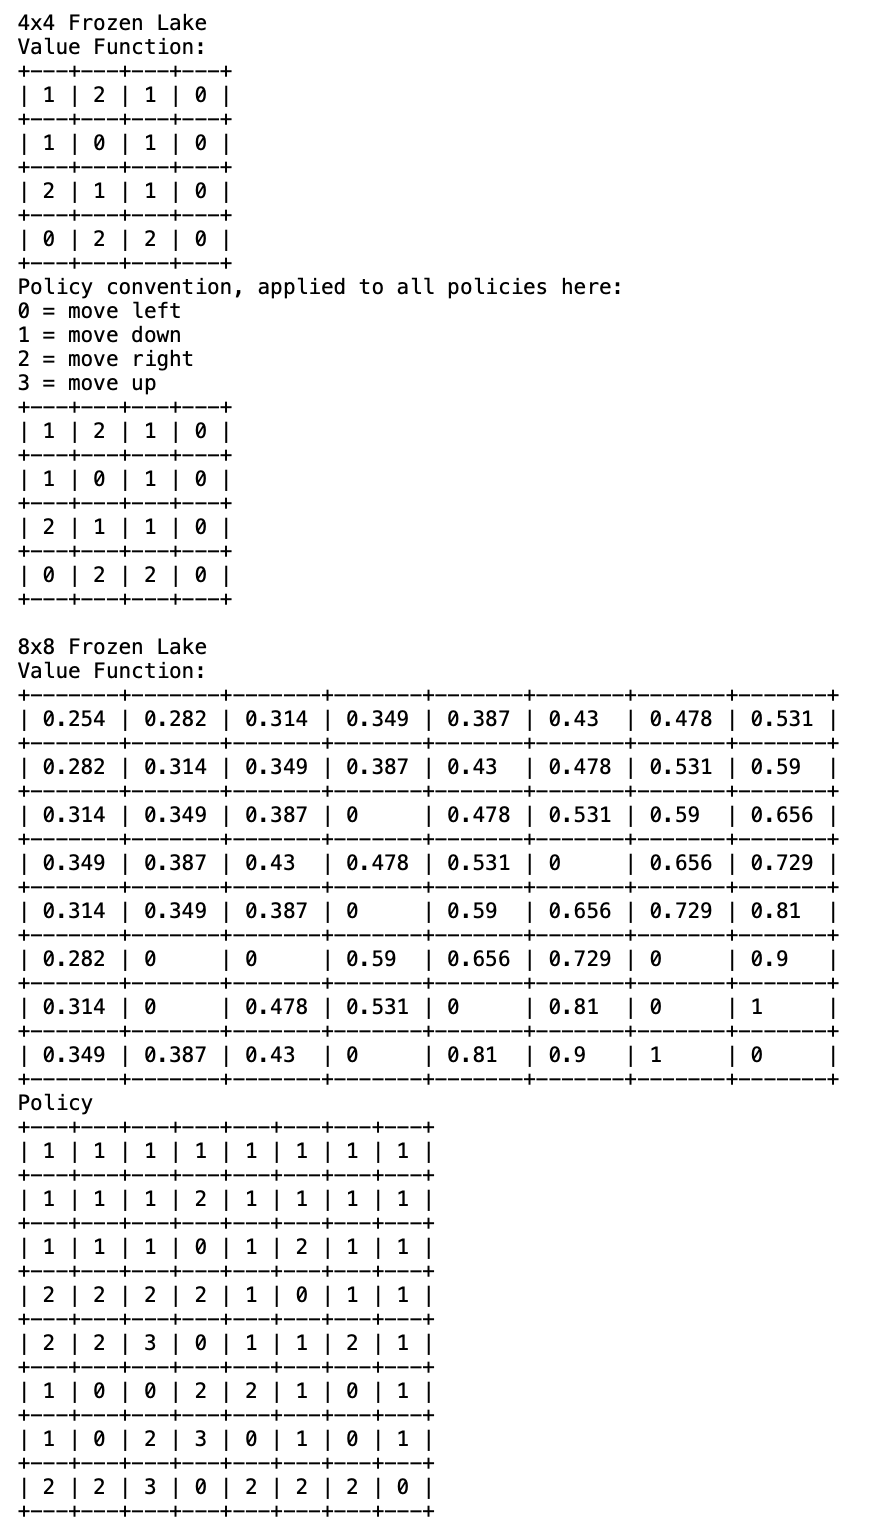 4x4 Frozen Lake
Value Function:
+---+---+---+---+
| 1 | 2 | 1 | 0 |
+---+---+---+---+
| 1 | 0 | 1 | 0 |
+---+---+---+---+
| 2 | 1 | 1 | 0 |
+---+---+---+---+
| 0 | 2 | 2 | 0 |
+---+---+---+---+
Policy convention, applied to all policies here:
0 = move left
1 = move down
2 = move right
3 = move up
+---+---+---+---+
| 1 | 2 | 1 | 0 |
+---+---+---+---+
| 1 | 0 | 1 | 0 |
+---+---+---+---+
| 2 | 1 | 1 | 0 |
+---+---+---+---+
| 0 | 2 | 2 | 0 |
+---+---+---+---+

8x8 Frozen Lake
Value Function:
+-------+-------+-------+-------+-------+-------+-------+-------+
| 0.254 | 0.282 | 0.314 | 0.349 | 0.387 | 0.43  | 0.478 | 0.531 |
+-------+-------+-------+-------+-------+-------+-------+-------+
| 0.282 | 0.314 | 0.349 | 0.387 | 0.43  | 0.478 | 0.531 | 0.59  |
+-------+-------+-------+-------+-------+-------+-------+-------+
| 0.314 | 0.349 | 0.387 | 0     | 0.478 | 0.531 | 0.59  | 0.656 |
+-------+-------+-------+-------+-------+-------+-------+-------+
| 0.349 | 0.387 | 0.43  | 0.478 | 0.531 | 0     | 0.656 | 0.729 |
+-------+-------+-------+-------+-------+-------+-------+-------+
| 0.314 | 0.349 | 0.387 | 0     | 0.59  | 0.656 | 0.729 | 0.81  |
+-------+-------+-------+-------+-------+-------+-------+-------+
| 0.282 | 0     | 0     | 0.59  | 0.656 | 0.729 | 0     | 0.9   |
+-------+-------+-------+-------+-------+-------+-------+-------+
| 0.314 | 0     | 0.478 | 0.531 | 0     | 0.81  | 0     | 1     |
+-------+-------+-------+-------+-------+-------+-------+-------+
| 0.349 | 0.387 | 0.43  | 0     | 0.81  | 0.9   | 1     | 0     |
+-------+-------+-------+-------+-------+-------+-------+-------+
Policy
+---+---+---+---+---+---+---+---+
| 1 | 1 | 1 | 1 | 1 | 1 | 1 | 1 |
+---+---+---+---+---+---+---+---+
| 1 | 1 | 1 | 2 | 1 | 1 | 1 | 1 |
+---+---+---+---+---+---+---+---+
| 1 | 1 | 1 | 0 | 1 | 2 | 1 | 1 |
+---+---+---+---+---+---+---+---+
| 2 | 2 | 2 | 2 | 1 | 0 | 1 | 1 |
+---+---+---+---+---+---+---+---+
| 2 | 2 | 3 | 0 | 1 | 1 | 2 | 1 |
+---+---+---+---+---+---+---+---+
| 1 | 0 | 0 | 2 | 2 | 1 | 0 | 1 |
+---+---+---+---+---+---+---+---+
| 1 | 0 | 2 | 3 | 0 | 1 | 0 | 1 |
+---+---+---+---+---+---+---+---+
| 2 | 2 | 3 | 0 | 2 | 2 | 2 | 0 |
+---+---+---+---+---+---+---+---+